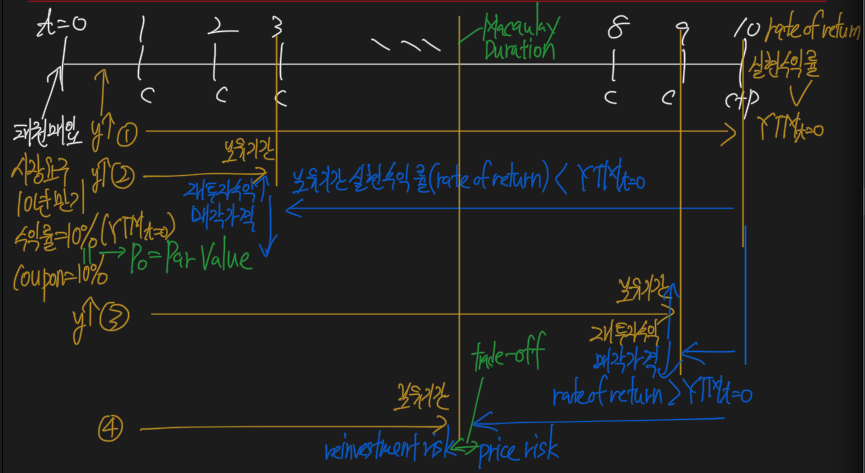 t=0 1 2 3 8 9 10 rate of return
Macaulay
Duration
실현수익률
C C C C C C+P
YTMt=0
채권매입
y↑ ①
보유기간
시장요구
y↑ ②
10년만기
재투자수익
매각가격
보유기간 실현수익률(rate of return) < YTMt=0
수익률=10%(YTMt=0)
→ P0=Par Value
Coupon=10%
y↑ ③
보유기간
재투자수익
매각가격
rate of return > YTMt=0
trade-off
보유기간
④
reinvestment risk ↔ price risk